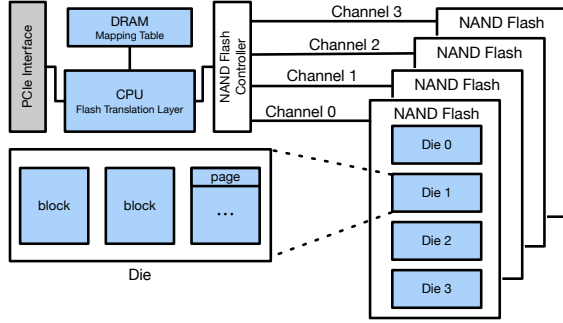 PCIe Interface
DRAM
Mapping Table
CPU
Flash Translation Layer
NAND Flash
Controller
Channel 3
Channel 2
Channel 1
Channel 0
NAND Flash
NAND Flash
NAND Flash
NAND Flash
Die 0
Die 1
Die 2
Die 3
block
block
page
...
Die